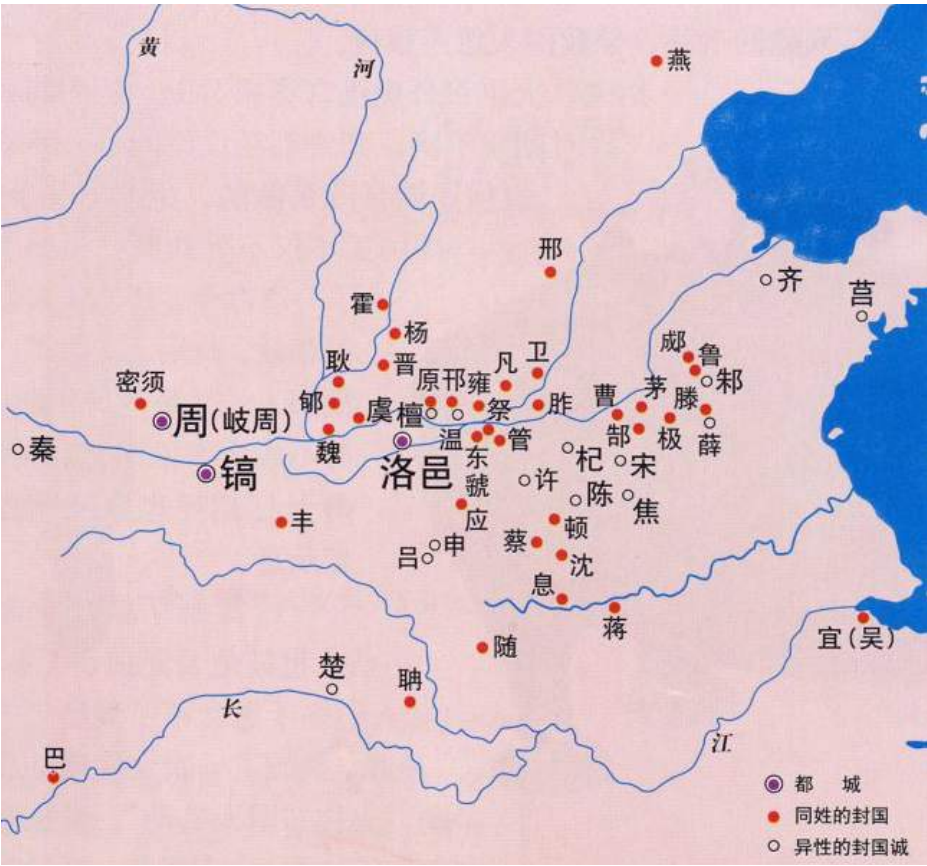 燕
黄
河
邢
齐
莒
霍
杨
晋
耿
郕
鲁
邾
密须
周(岐周)
郇
虞
魏
原
邘
雍
凡
卫
檀
祭
胙
曹
茅
滕
温
管
郜
极
薛
秦
镐
洛邑
东
虢
杞
宋
许
陈
焦
丰
应
顿
蔡
吕
申
沈
息
蒋
随
宜(吴)
楚
聃
长
江
巴
都 城
同姓的封国
异性的封国诚